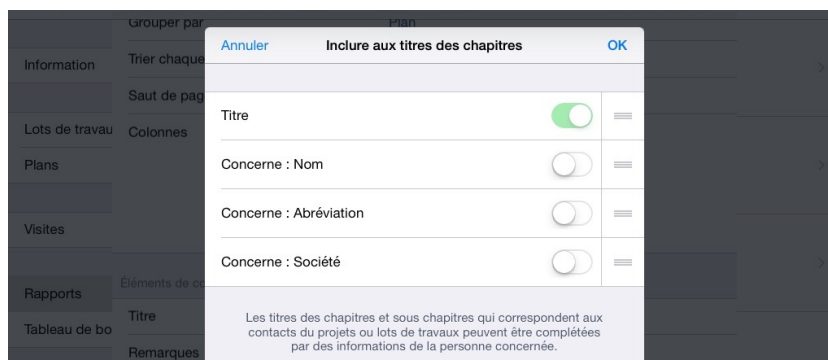 Grouper par Plan
Annuler Inclure aux titres des chapitres OK
Information Trier chaque
Saut de pag
Titre
Lots de travau Colonnes
Concerne : Nom
Plans
Concerne : Abréviation
Visites
Concerne : Société
Rapports Éléments de co
Titre
Tableau de bo
Remarques
Les titres des chapitres et sous chapitres qui correspondent aux
contacts du projets ou lots de travaux peuvent être complétées
par des informations de la personne concernée.